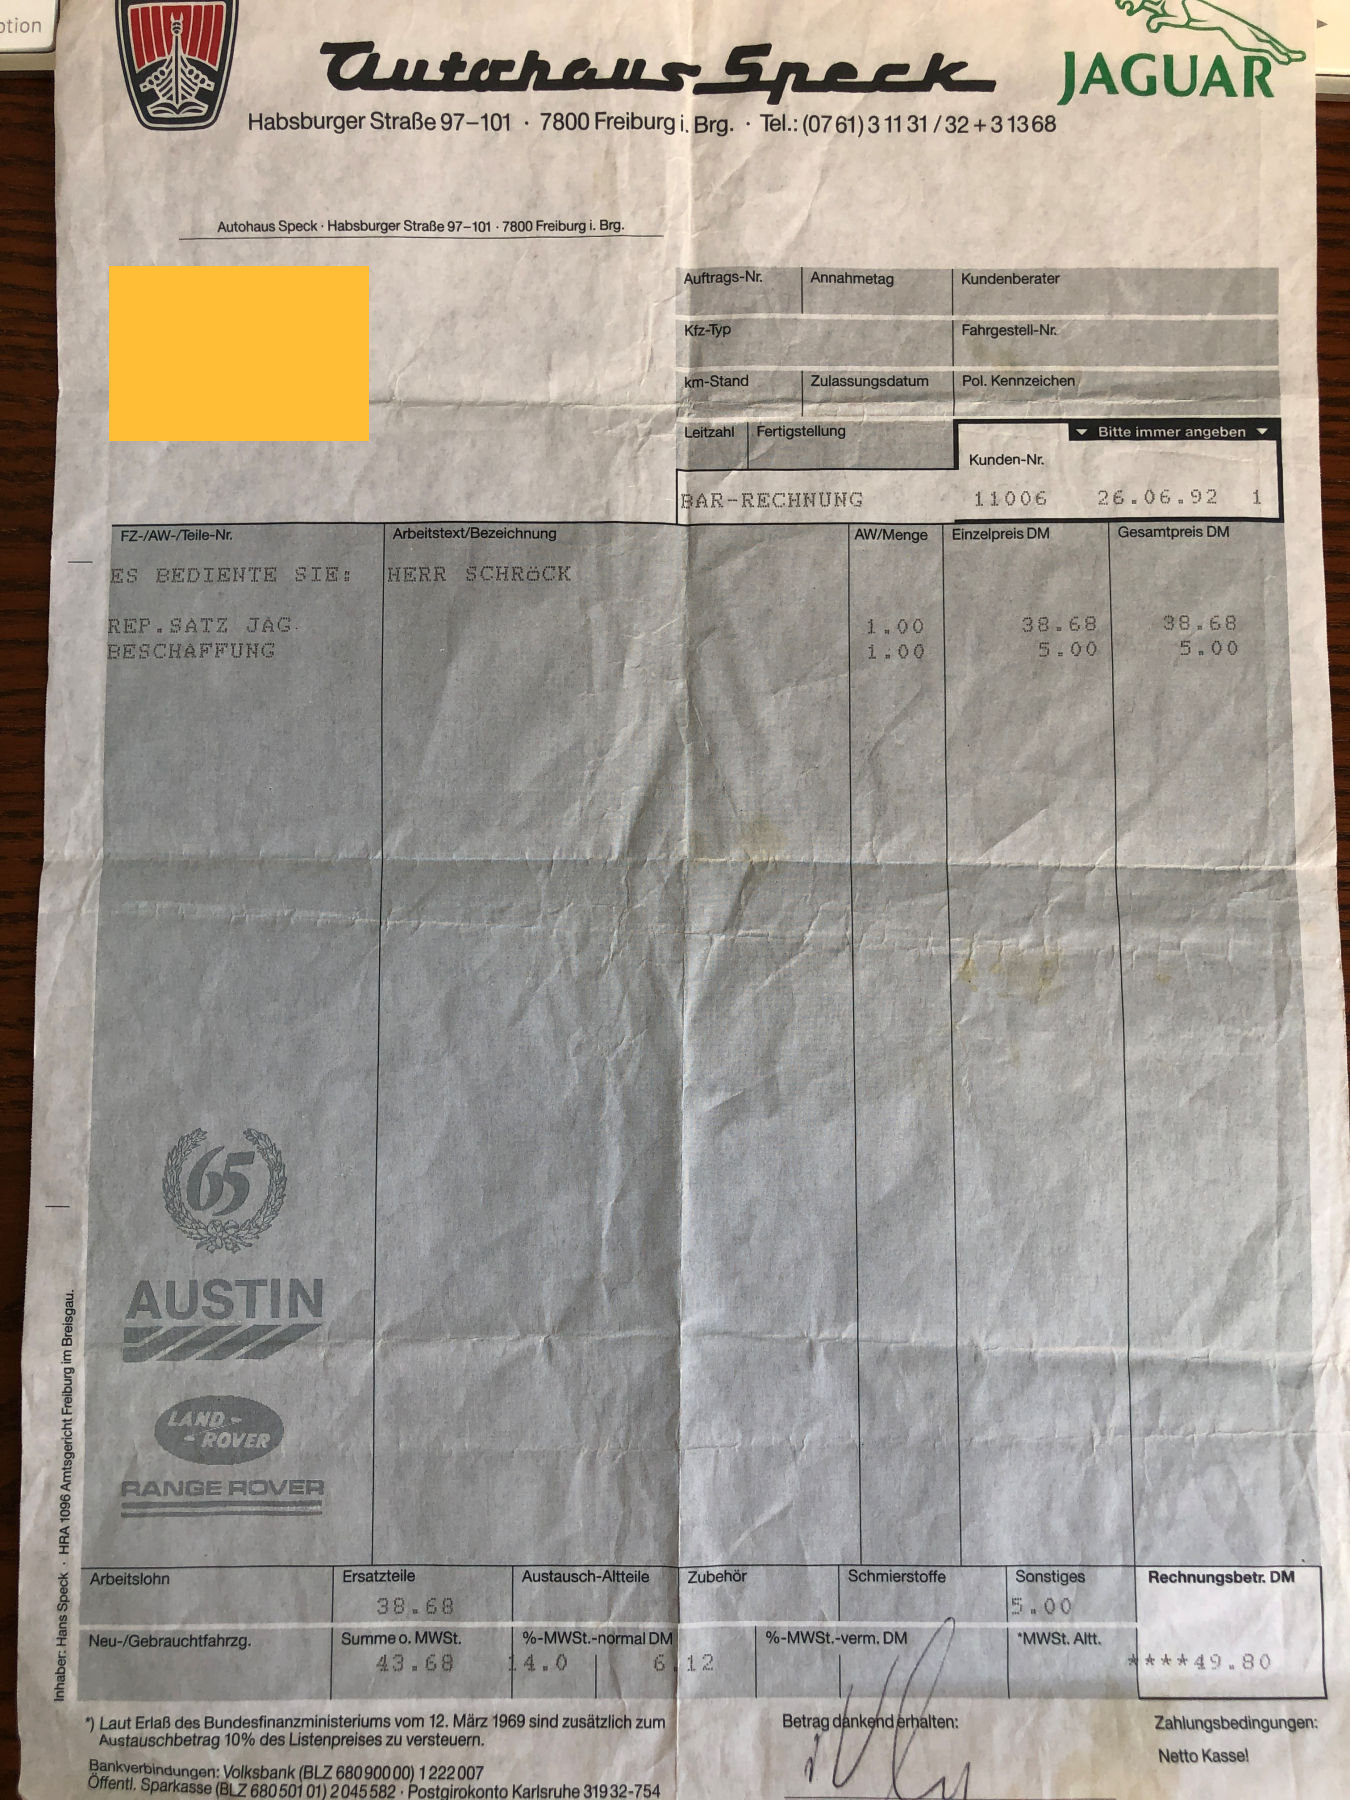 ption
Autohaus Speck
JAGUAR
Habsburger Straße 97–101 · 7800 Freiburg i. Brg. · Tel.: (07 61) 3 11 31 / 32 + 3 13 68
Autohaus Speck · Habsburger Straße 97–101 · 7800 Freiburg i. Brg.
Auftrags-Nr. Annahmetag Kundenberater
Kfz-Typ Fahrgestell-Nr.
km-Stand Zulassungsdatum Pol. Kennzeichen
Leitzahl Fertigstellung ▼ Bitte immer angeben ▼
Kunden-Nr.
BAR-RECHNUNG 11006 26.06.92 1
FZ-/AW-/Teile-Nr. Arbeitstext/Bezeichnung AW/Menge Einzelpreis DM Gesamtpreis DM
ES BEDIENTE SIE: HERR SCHRöCK
REP.SATZ JAG. 1.00 38.68 38.68
BESCHAFFUNG 1.00 5.00 5.00
65
AUSTIN
LAND-
-ROVER
RANGE ROVER
Inhaber: Hans Speck · HRA 1096 Amtsgericht Freiburg im Breisgau.
Arbeitslohn Ersatzteile Austausch-Altteile Zubehör Schmierstoffe Sonstiges Rechnungsbetr. DM
38.68 5.00
Neu-/Gebrauchtfahrzg. Summe o. MWSt. %-MWSt.-normal DM %-MWSt.-verm. DM *MWSt. Altt.
43.68 14.0 6.12 ****49.80
*) Laut Erlaß des Bundesfinanzministeriums vom 12. März 1969 sind zusätzlich zum
Austauschbetrag 10% des Listenpreises zu versteuern.
Betrag dankend erhalten:
Zahlungsbedingungen:
Netto Kasse!
Bankverbindungen: Volksbank (BLZ 680 900 00) 1 222 007
Öffentl. Sparkasse (BLZ 680 501 01) 2 045 582 · Postgirokonto Karlsruhe 319 32-754